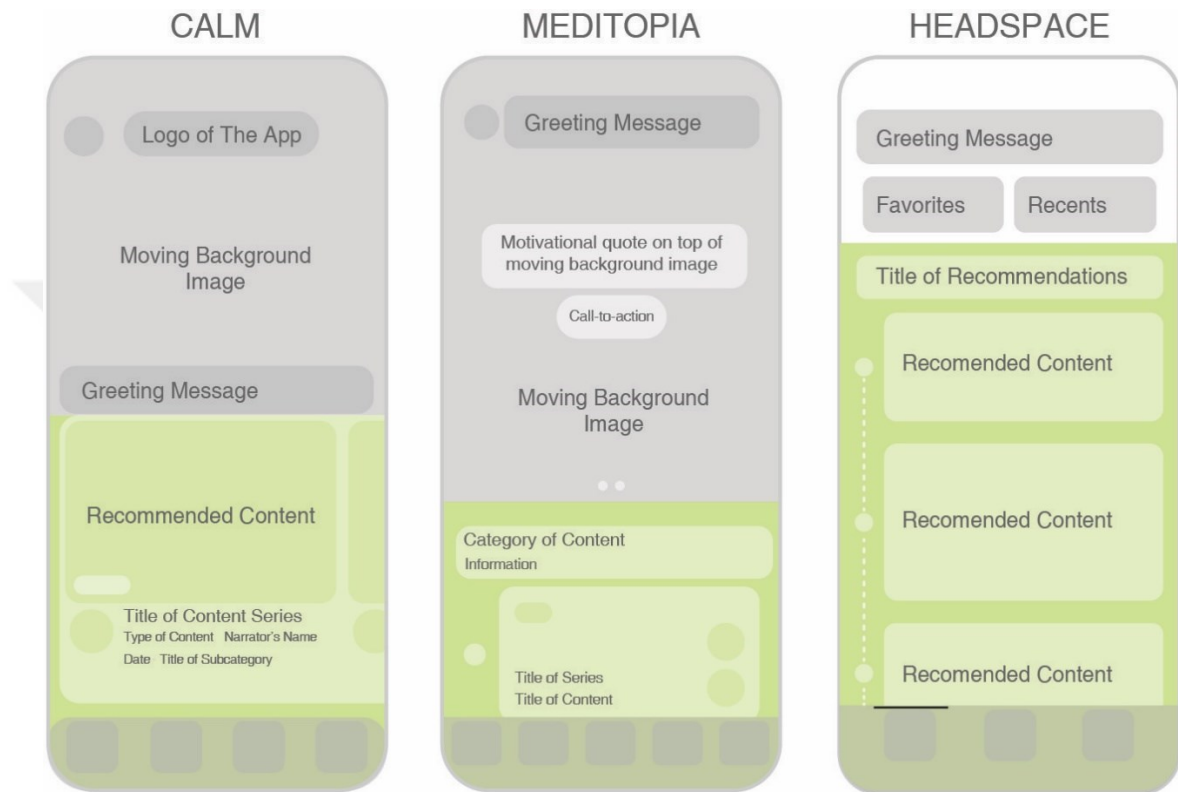 CALM
Logo of The App
Moving Background
Image
Greeting Message
Recommended Content
Title of Content Series
Type of Content Narrator's Name
Date Title of Subcategory
MEDITOPIA
Greeting Message
Motivational quote on top of
moving background image
Call-to-action
Moving Background
Image
Category of Content
Information
Title of Series
Title of Content
HEADSPACE
Greeting Message
Favorites
Recents
Title of Recommendations
Recomended Content
Recomended Content
Recomended Content